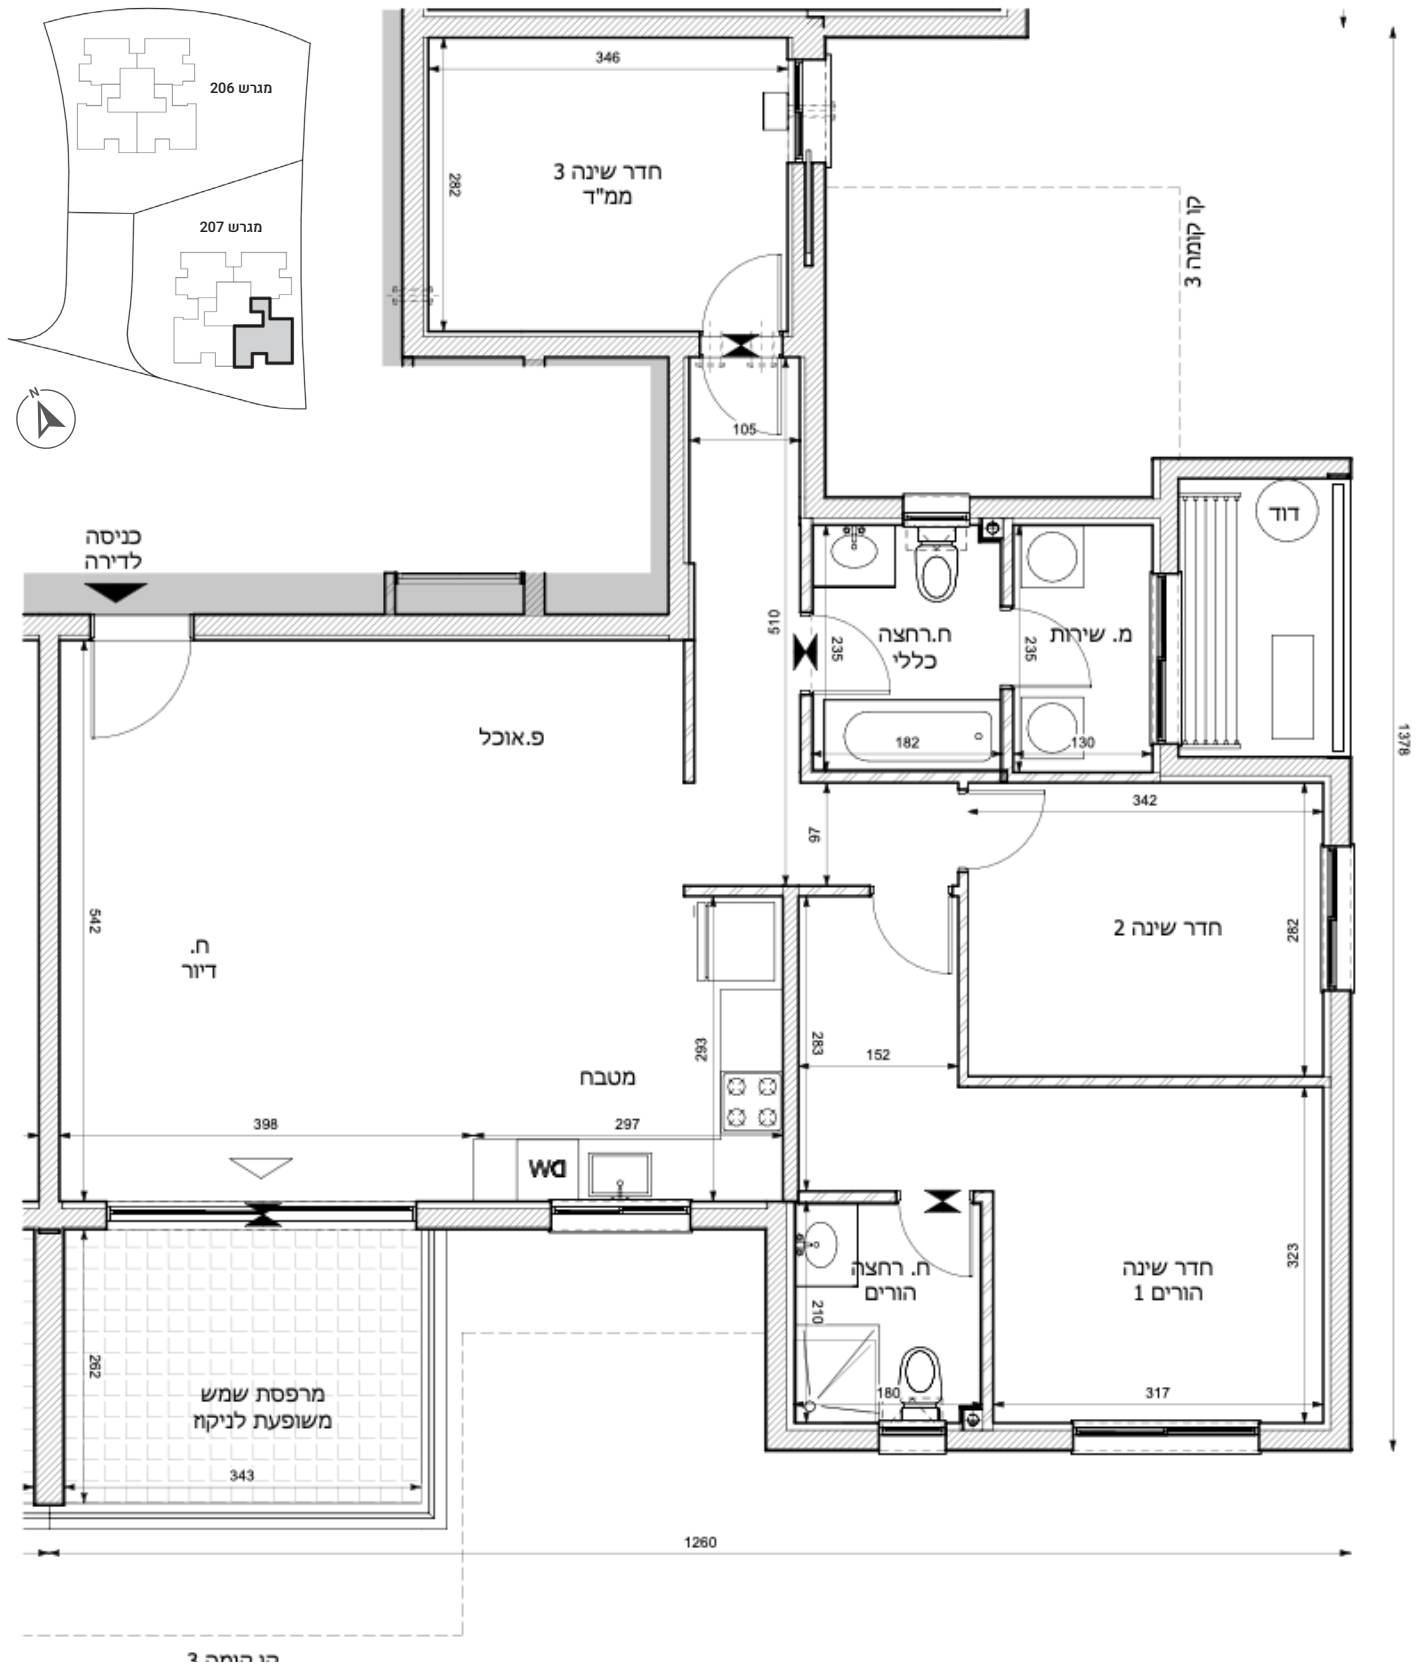 מגרש 206
מגרש 207
N
346
282
חדר שינה 3
ממ"ד
קו קומה 3
105
כניסה
לדירה
דוד
510
235
ח.רחצה
כללי
235
מ. שירות
182
130
פ.אוכל
1378
97
342
542
ח.
דיור
חדר שינה 2
282
293
283
152
מטבח
398
297
DW
ח. רחצה
הורים
210
180
חדר שינה
הורים 1
323
317
262
מרפסת שמש
משופעת לניקוז
343
1260
קו קומה 3